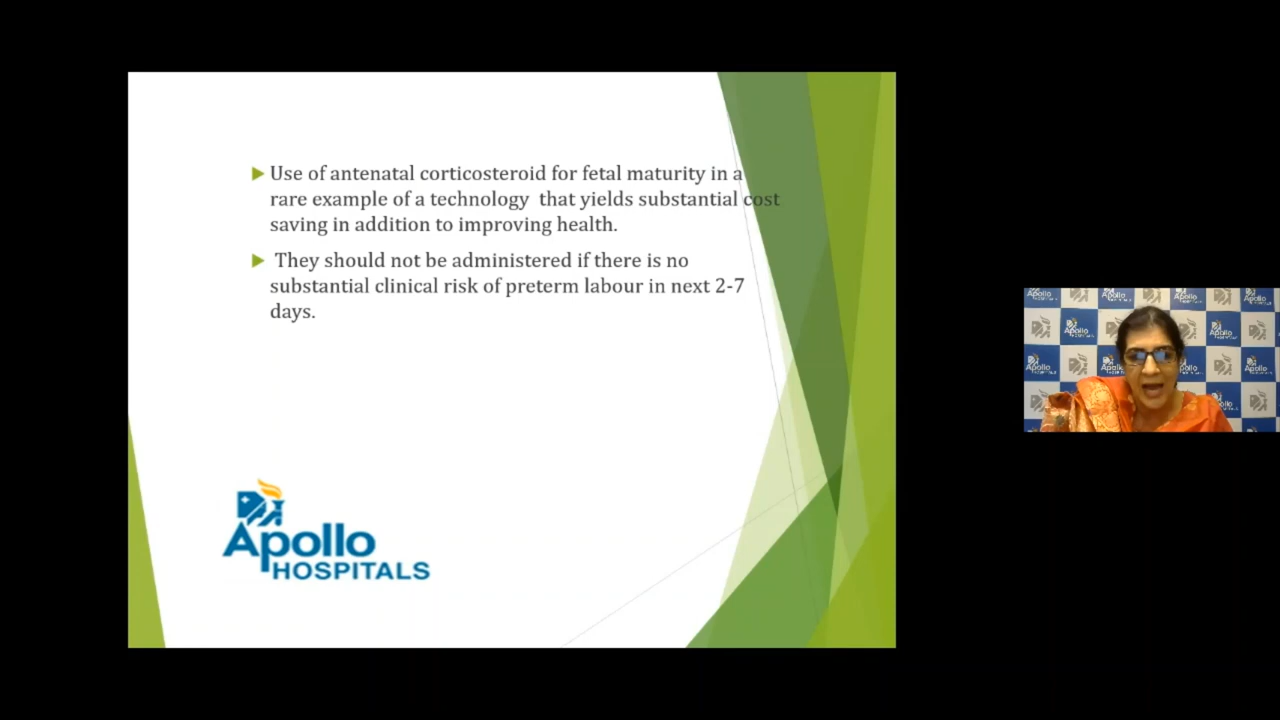 Use of antenatal corticosteroid for fetal maturity in a
rare example of a technology that yields substantial cost
saving in addition to improving health.
They should not be administered if there is no
substantial clinical risk of preterm labour in next 2-7
days.
Apollo
HOSPITALS